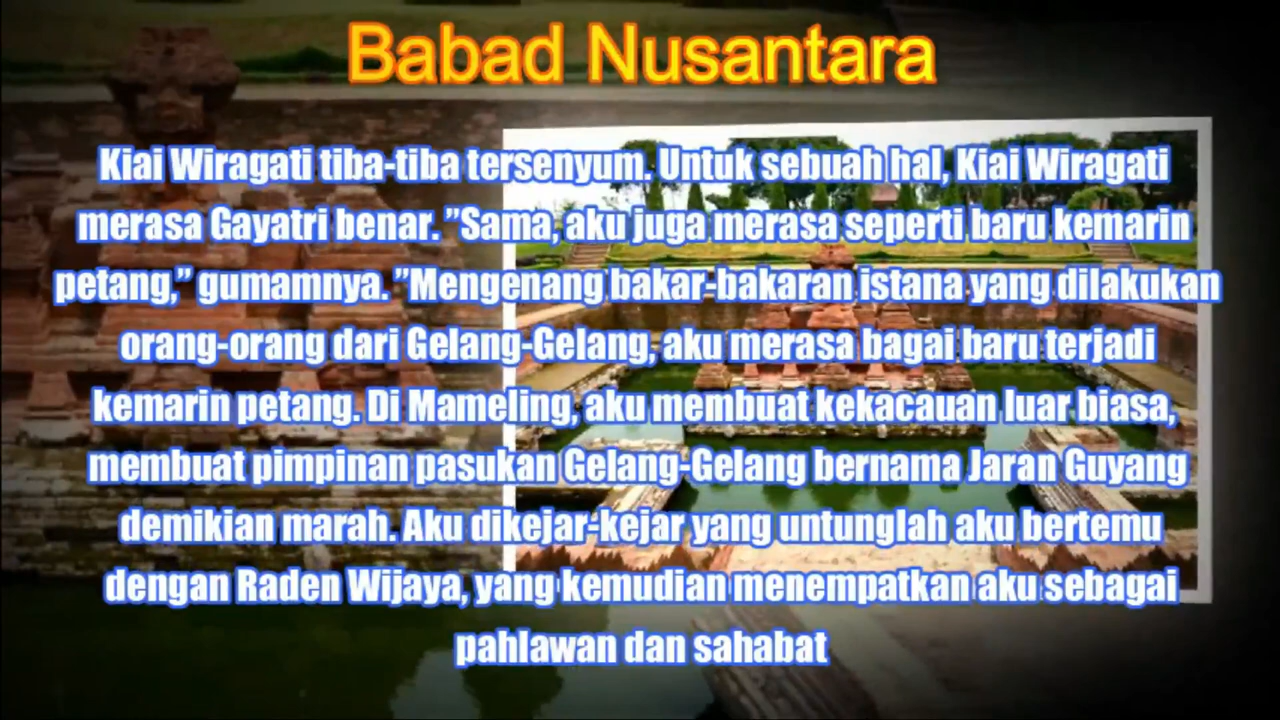 Babad Nusantara
Kiai Wiragati tiba-tiba tersenyum. Untuk sebuah hal, Kiai Wiragati
merasa Gayatri benar. ”Sama, aku juga merasa seperti baru kemarin
petang,” gumamnya. ”Mengenang bakar-bakaran istana yang dilakukan
orang-orang dari Gelang-Gelang, aku merasa bagai baru terjadi
kemarin petang. Di Mameling, aku membuat kekacauan luar biasa,
membuat pimpinan pasukan Gelang-Gelang bernama Jaran Guyang
demikian marah. Aku dikejar-kejar yang untunglah aku bertemu
dengan Raden Wijaya, yang kemudian menempatkan aku sebagai
pahlawan dan sahabat